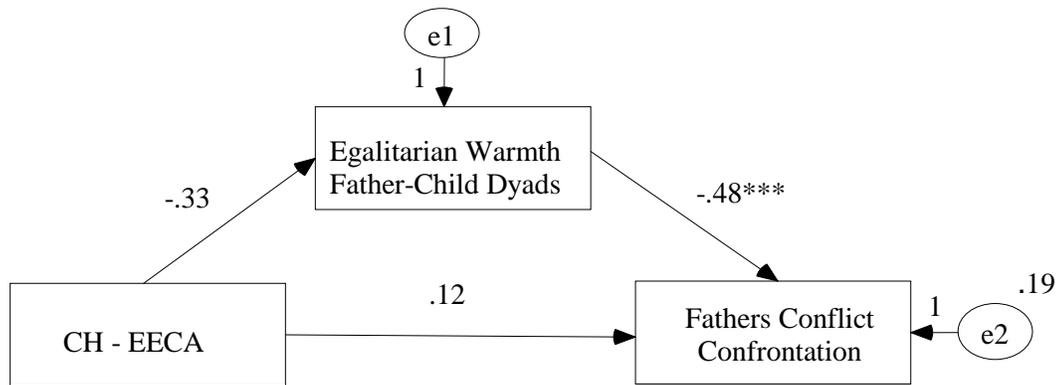 e1
1
Egalitarian Warmth
Father-Child Dyads
-.33
-.48***
.12
.19
CH - EECA
Fathers Conflict
Confrontation
1
e2